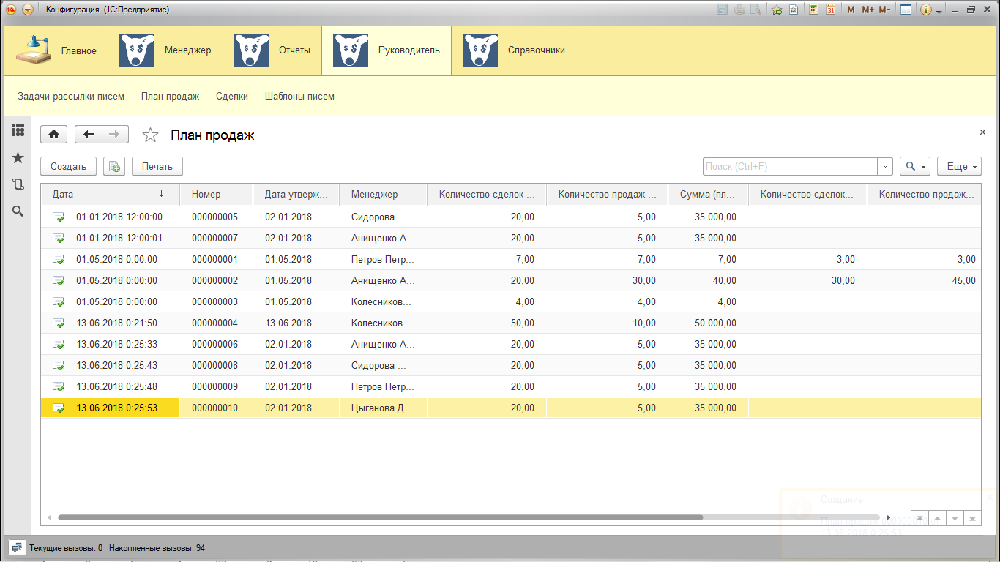 Конфигурация (1С:Предприятие)
M M+ M-
Главное Менеджер Отчеты Руководитель Справочники
Задачи рассылки писем План продаж Сделки Шаблоны писем
План продаж
Создать Печать Поиск (Ctrl+F) Еще
Дата Номер Дата утверж... Менеджер Количество сделок ... Количество продаж ... Сумма (пл... Количество сделок... Количество продаж...
01.01.2018 12:00:00 000000005 02.01.2018 Сидорова ... 20,00 5,00 35 000,00
01.01.2018 12:00:01 000000007 02.01.2018 Анищенко А... 20,00 5,00 35 000,00
01.05.2018 0:00:00 000000001 01.05.2018 Петров Петр... 7,00 7,00 7,00 3,00 3,00
01.05.2018 0:00:00 000000002 01.05.2018 Анищенко А... 20,00 30,00 40,00 30,00 45,00
01.05.2018 0:00:00 000000003 01.05.2018 Колесников... 4,00 4,00 4,00
13.06.2018 0:21:50 000000004 13.06.2018 Колесников... 50,00 10,00 50 000,00
13.06.2018 0:25:33 000000006 02.01.2018 Анищенко А... 20,00 5,00 35 000,00
13.06.2018 0:25:43 000000008 02.01.2018 Сидорова ... 20,00 5,00 35 000,00
13.06.2018 0:25:48 000000009 02.01.2018 Петров Петр... 20,00 5,00 35 000,00
13.06.2018 0:25:53 000000010 02.01.2018 Цыганова Д... 20,00 5,00 35 000,00
Создание
План продаж
13.06.2018 0:25:53
Текущие вызовы: 0 Накопленные вызовы: 94